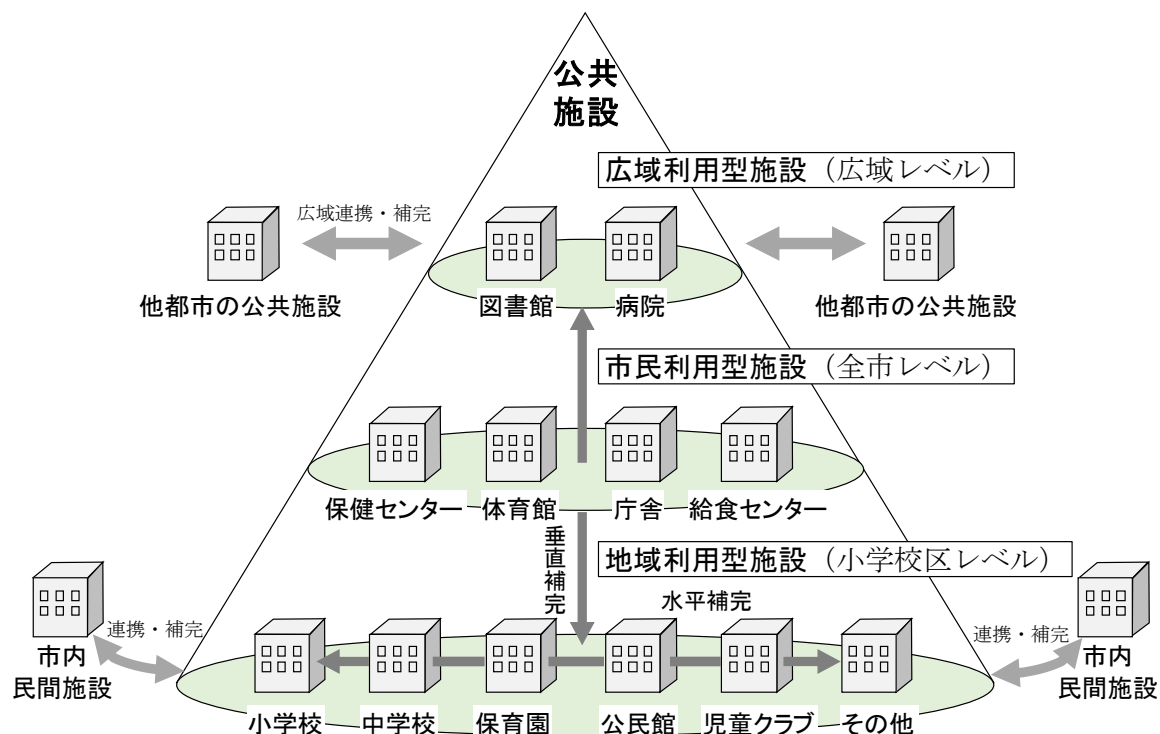 公共
施設
広域利用型施設（広域レベル）
広域連携・補完
他都市の公共施設
図書館
病院
他都市の公共施設
市民利用型施設（全市レベル）
保健センター
体育館
庁舎
給食センター
垂直補完
地域利用型施設（小学校区レベル）
水平補完
市内
民間施設
連携・補完
連携・補完
市内
民間施設
小学校
中学校
保育園
公民館
児童クラブ
その他